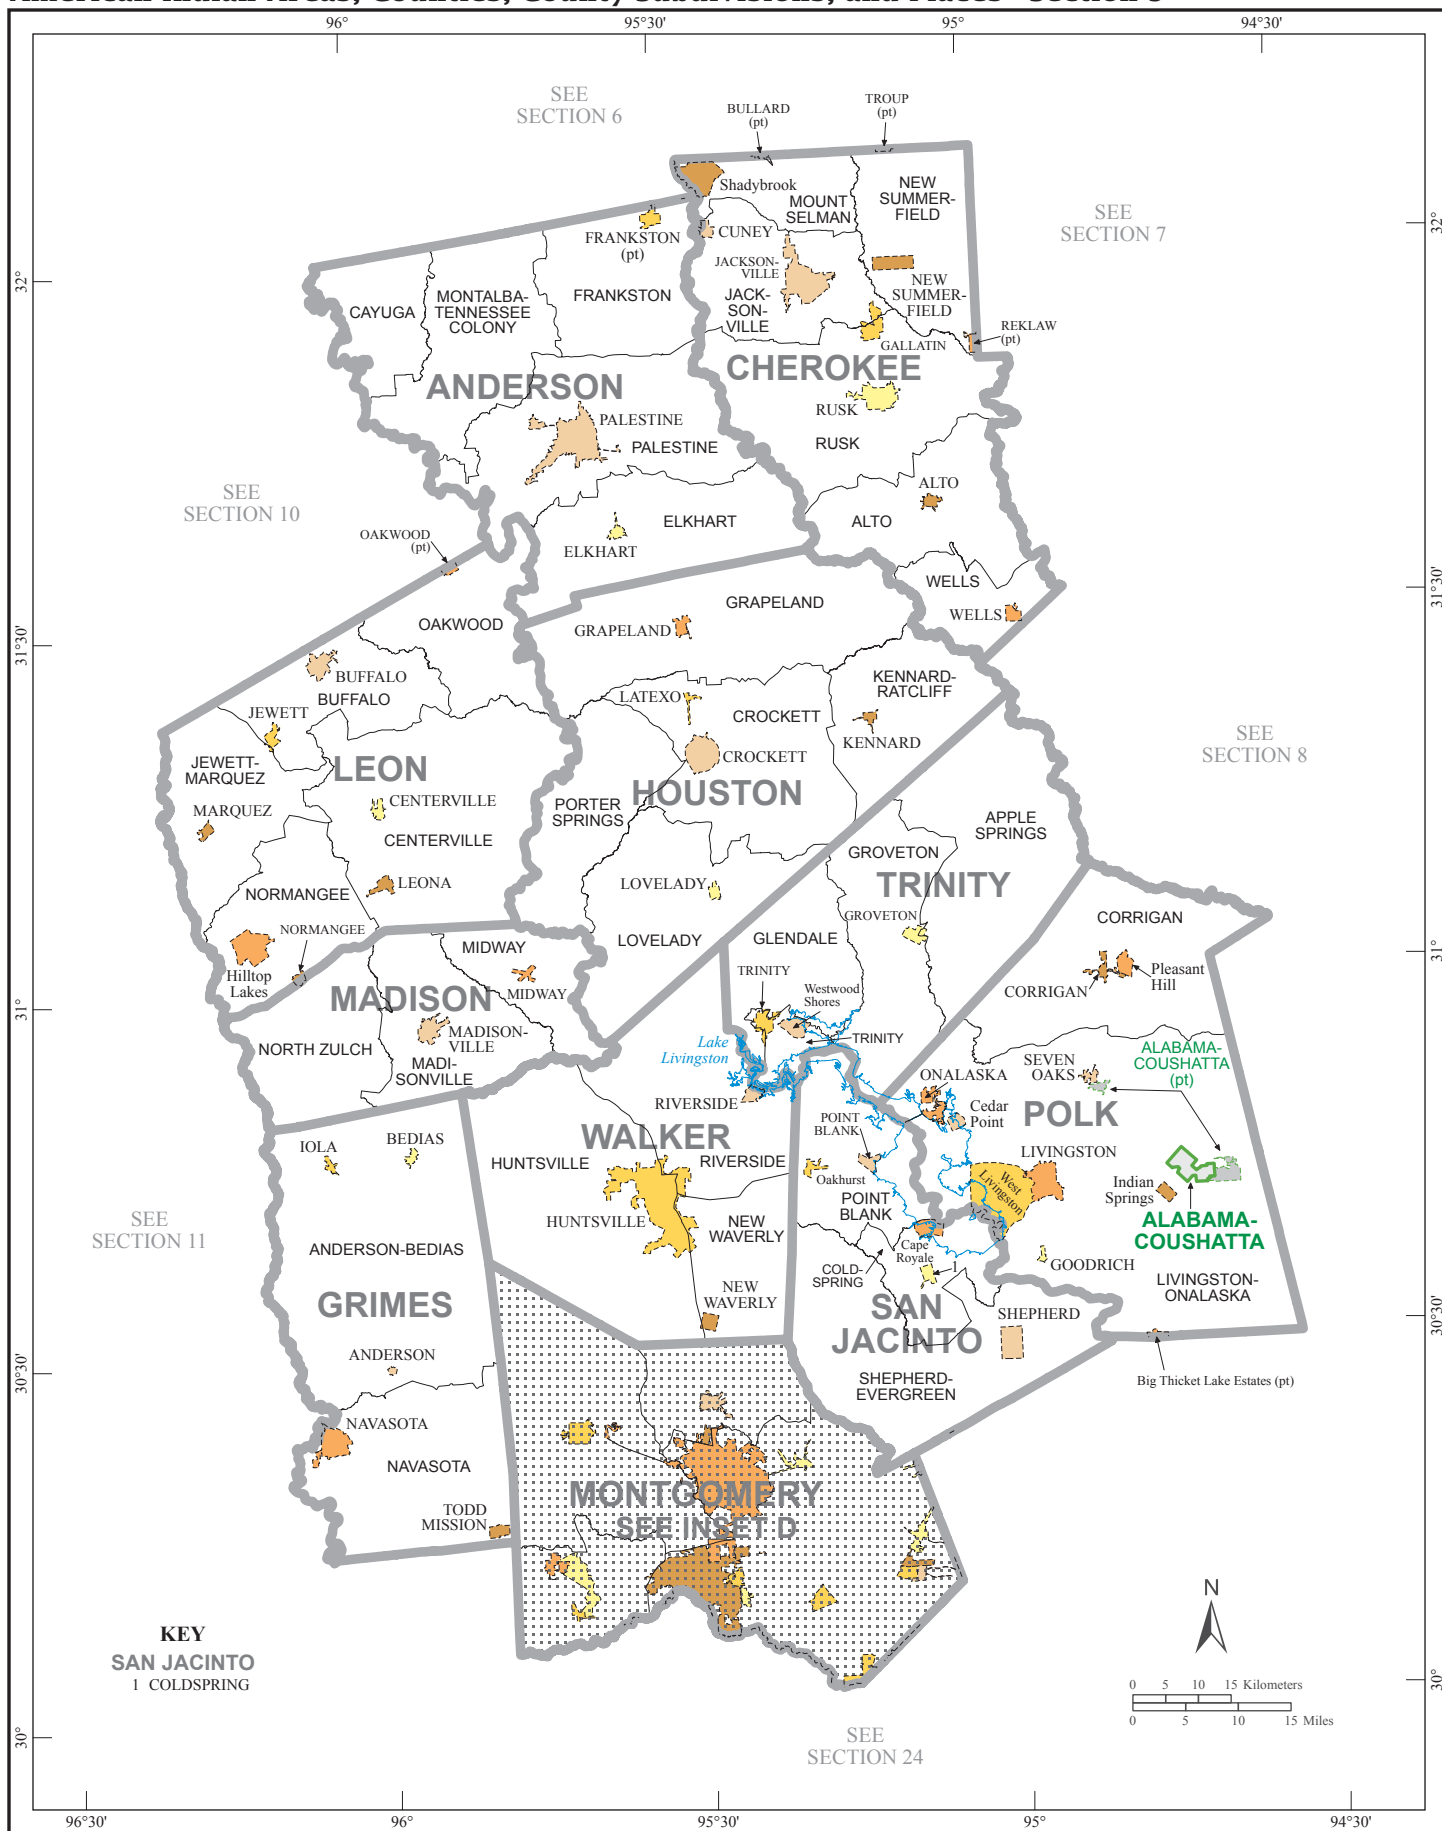 American Indian Areas, Counties, County Subdivisions, and Places
96°
95°30'
95°
94°30'
SEE
SECTION 6
BULLARD
(pt)
TROUP
(pt)
Shadybrook
MOUNT
SELMAN
NEW
SUMMER-
FIELD
SEE
SECTION 7
32°
FRANKSTON
(pt)
CUNEY
JACKSON-
VILLE
JACK-
SON-
VILLE
NEW
SUMMER-
FIELD
32°
CAYUGA
MONTALBA-
TENNESSEE
COLONY
FRANKSTON
GALLATIN
REKLAW
(pt)
ANDERSON
CHEROKEE
RUSK
RUSK
PALESTINE
PALESTINE
SEE
SECTION 10
ALTO
ALTO
ELKHART
ELKHART
OAKWOOD
(pt)
WELLS
WELLS
31°30'
GRAPELAND
GRAPELAND
OAKWOOD
31°30'
BUFFALO
BUFFALO
KENNARD-
RATCLIFF
LATEXO
CROCKETT
CROCKETT
KENNARD
JEWETT
JEWETT-
MARQUEZ
LEON
SEE
SECTION 8
MARQUEZ
CENTERVILLE
CENTERVILLE
HOUSTON
PORTER
SPRINGS
APPLE
SPRINGS
GROVETON
TRINITY
LEONA
LOVELADY
NORMANGEE
GROVETON
CORRIGAN
NORMANGEE
MIDWAY
LOVELADY
GLENDALE
31°
Hilltop
Lakes
MIDWAY
TRINITY
Westwood
Shores
CORRIGAN
Pleasant
Hill
31°
MADISON
MADISON-
VILLE
NORTH ZULCH
MADI-
SONVILLE
Lake
Livingston
TRINITY
SEVEN
OAKS
ALABAMA-
COUSHATTA
(pt)
ONALASKA
Cedar
Point
POLK
RIVERSIDE
WALKER
POINT
BLANK
IOLA
BEDIAS
HUNTSVILLE
RIVERSIDE
Oakhurst
LIVINGSTON
West
Livingston
Indian
Springs
SEE
SECTION 11
HUNTSVILLE
NEW
WAVERLY
POINT
BLANK
ALABAMA-
COUSHATTA
ANDERSON-BEDIAS
COLD-
SPRING
Cape
Royale
1
GOODRICH
LIVINGSTON-
ONALASKA
GRIMES
NEW
WAVERLY
SAN
JACINTO
SHEPHERD
30°30'
ANDERSON
30°30'
SHEPHERD-
EVERGREEN
Big Thicket Lake Estates (pt)
NAVASOTA
NAVASOTA
MONTGOMERY
SEE INSET D
TODD
MISSION
N
KEY
SAN JACINTO
1 COLDSPRING
0 5 10 15 Kilometers
0 5 10 15 Miles
30°
30°
SEE
SECTION 24
96°30'
96°
95°30'
95°
94°30'